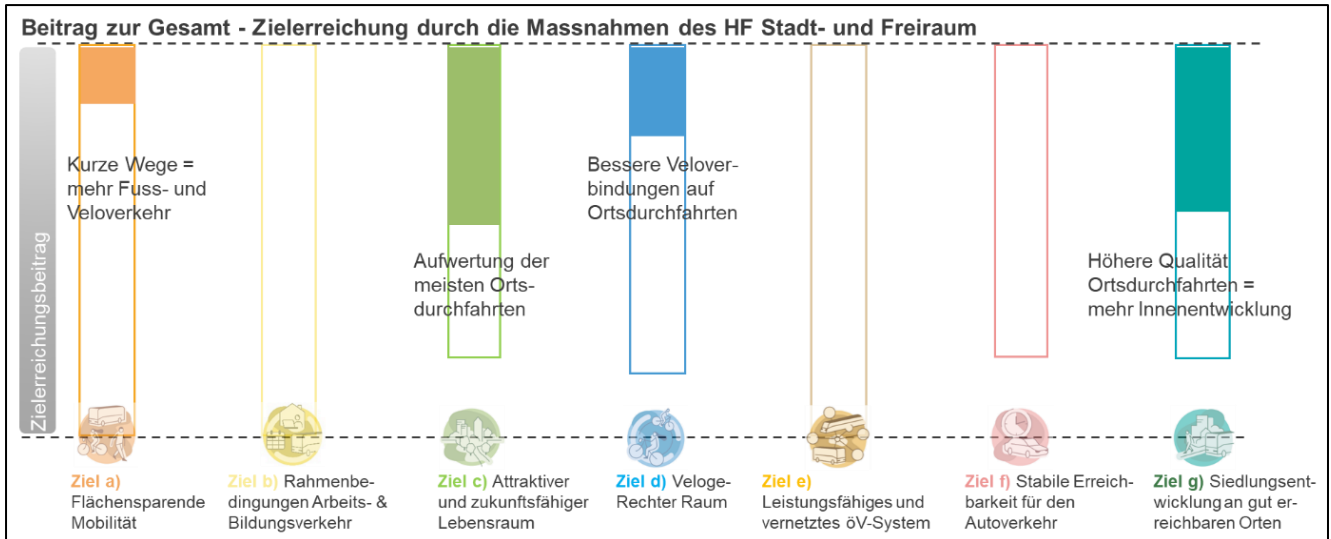 Beitrag zur Gesamt - Zielerreichung durch die Massnahmen des HF Stadt- und Freiraum
Zielerreichungsbeitrag
Kurze Wege =
mehr Fuss- und
Veloverkehr
Aufwertung der
meisten Orts-
durchfahrten
Bessere Velover-
bindungen auf
Ortsdurchfahrten
Höhere Qualität
Ortsdurchfahrten =
mehr Innenentwicklung
Ziel a)
Flächensparende
Mobilität
Ziel b) Rahmenbe-
dingungen Arbeits- &
Bildungsverkehr
Ziel c) Attraktiver
und zukunftsfähiger
Lebensraum
Ziel d) Veloge-
Rechter Raum
Ziel e)
Leistungsfähiges und
vernetztes öV-System
Ziel f) Stabile Erreich-
barkeit für den
Autoverkehr
Ziel g) Siedlungsent-
wicklung an gut er-
reichbaren Orten